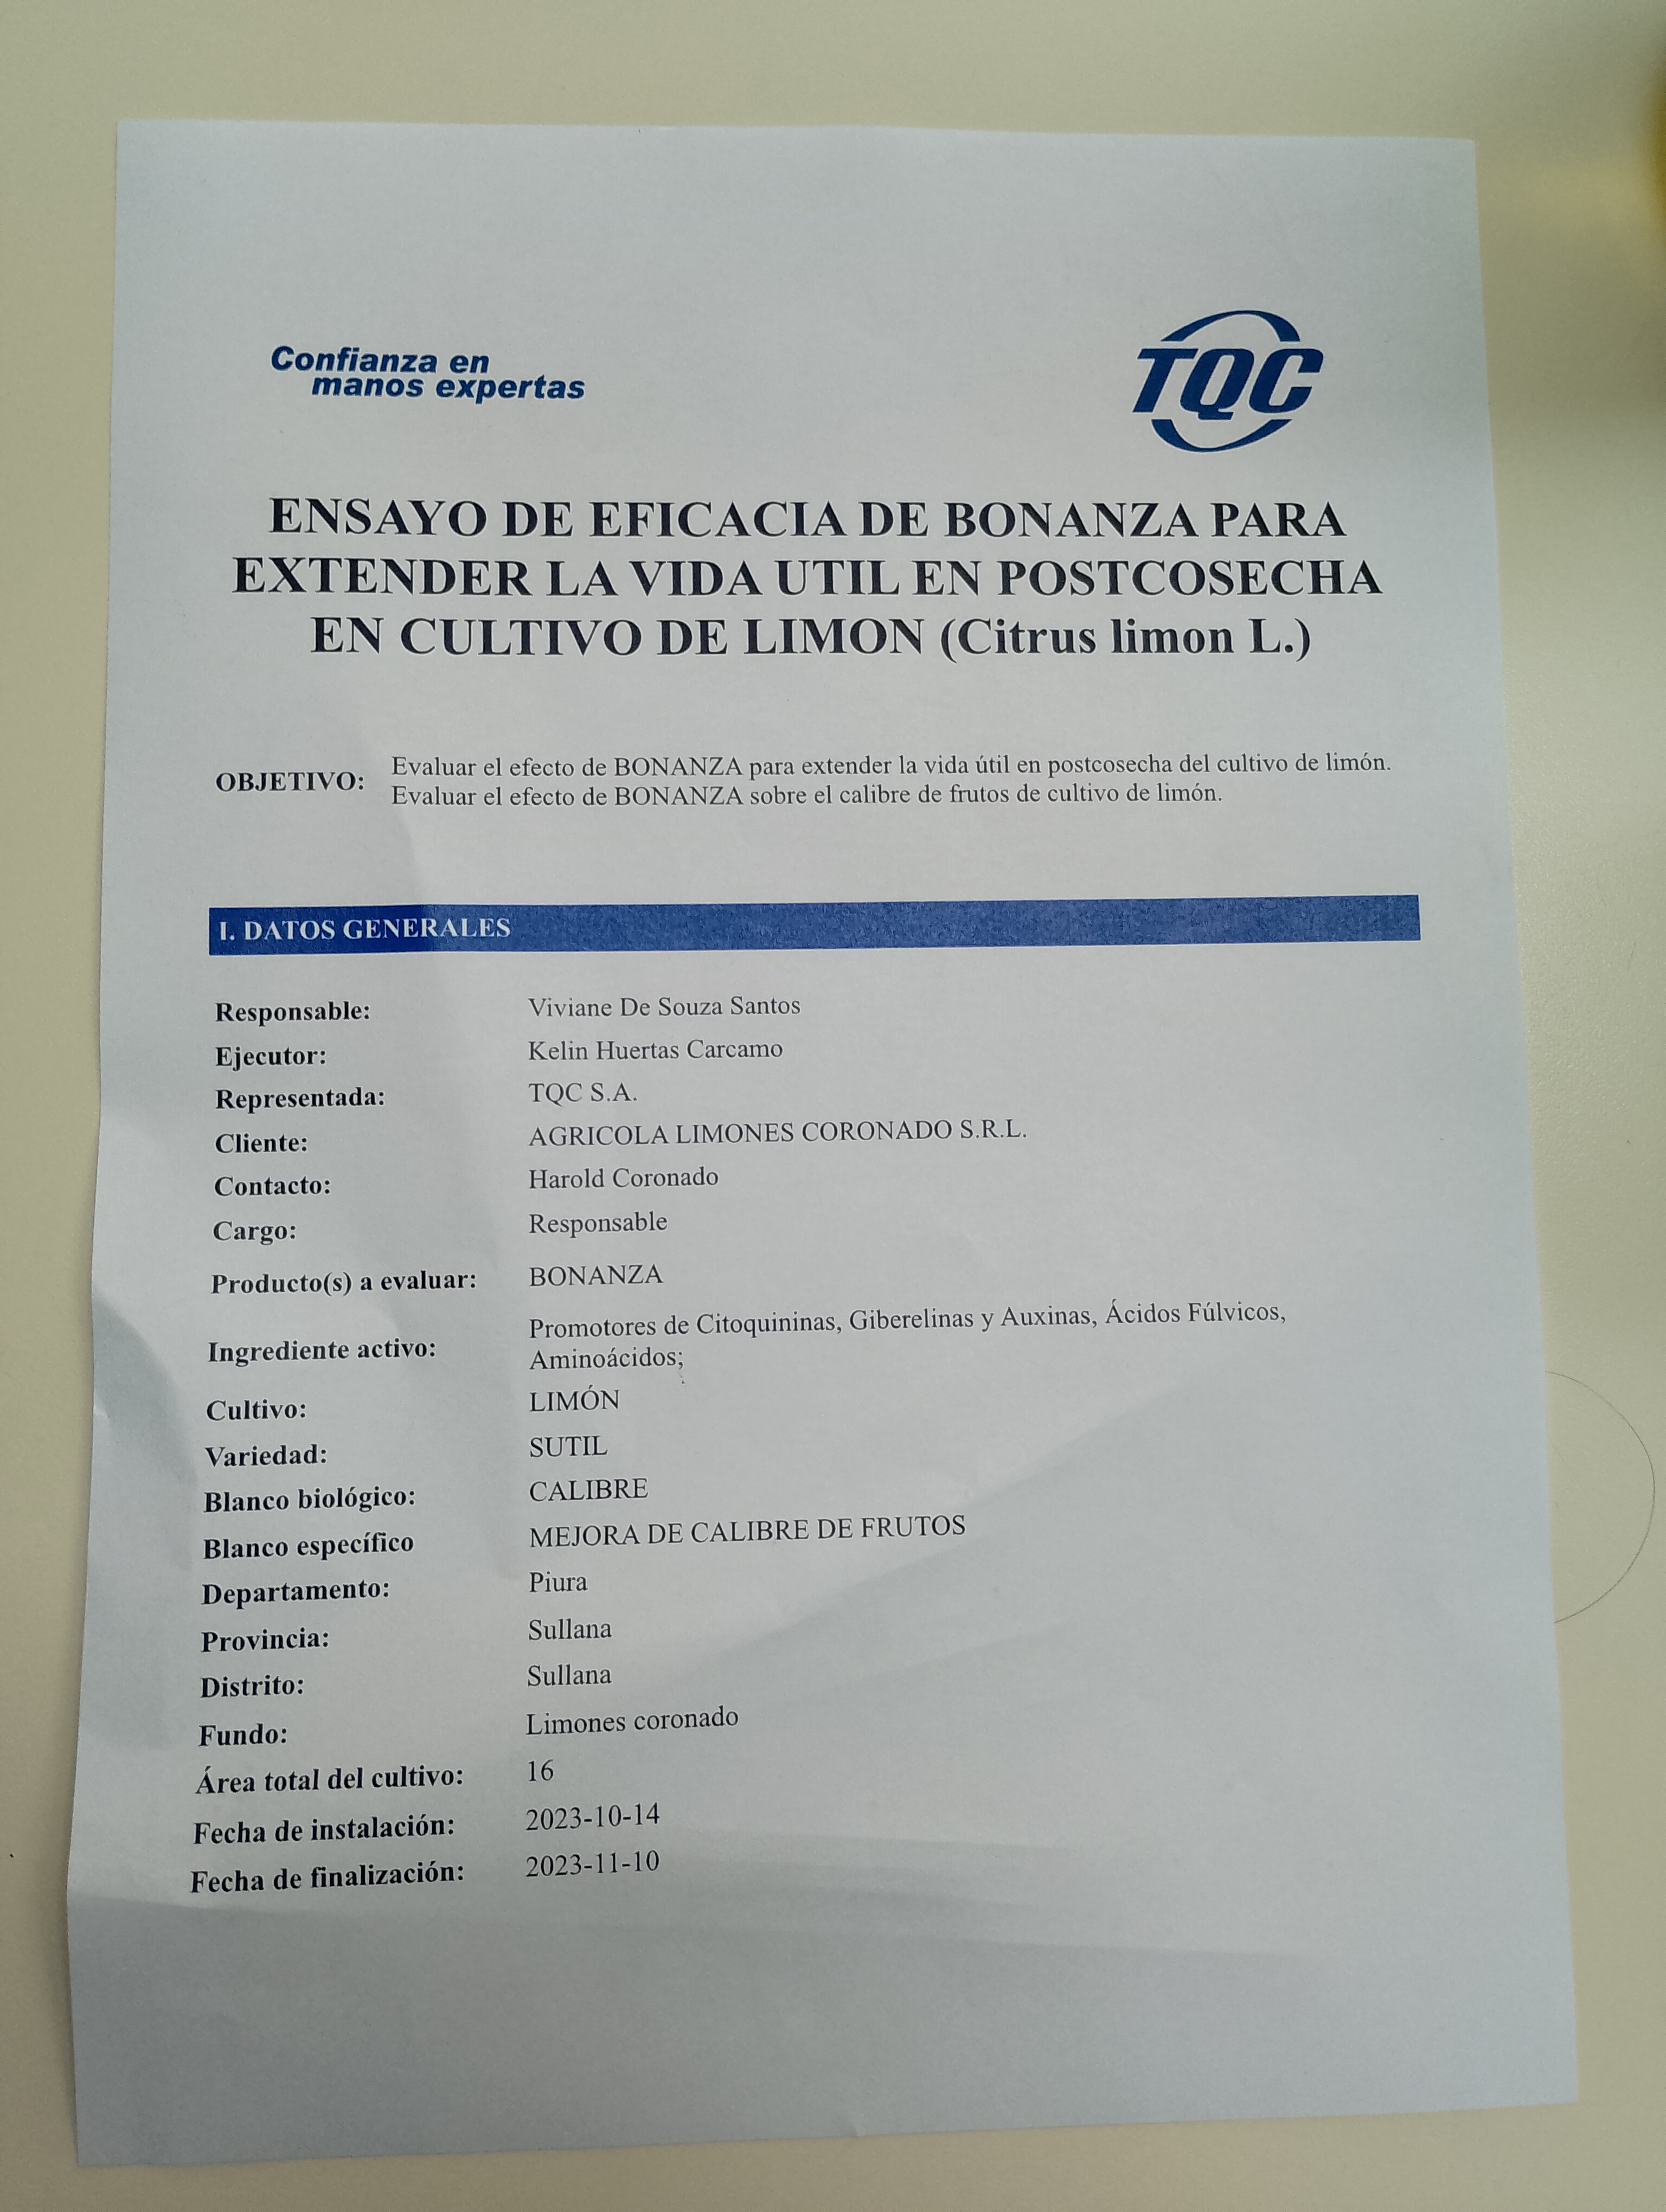 Confianza en
manos expertas
TQC
ENSAYO DE EFICACIA DE BONANZA PARA
EXTENDER LA VIDA UTIL EN POSTCOSECHA
EN CULTIVO DE LIMON (Citrus limon L.)
OBJETIVO:
Evaluar el efecto de BONANZA para extender la vida útil en postcosecha del cultivo de limón.
Evaluar el efecto de BONANZA sobre el calibre de frutos de cultivo de limón.
I. DATOS GENERALES
Responsable: Viviane De Souza Santos
Ejecutor: Kelin Huertas Carcamo
Representada: TQC S.A.
Cliente: AGRICOLA LIMONES CORONADO S.R.L.
Contacto: Harold Coronado
Cargo: Responsable
Producto(s) a evaluar: BONANZA
Ingrediente activo: Promotores de Citoquininas, Giberelinas y Auxinas, Ácidos Fúlvicos,
Aminoácidos;
Cultivo: LIMÓN
Variedad: SUTIL
Blanco biológico: CALIBRE
Blanco específico MEJORA DE CALIBRE DE FRUTOS
Departamento: Piura
Provincia: Sullana
Distrito: Sullana
Fundo: Limones coronado
Área total del cultivo: 16
Fecha de instalación: 2023-10-14
Fecha de finalización: 2023-11-10